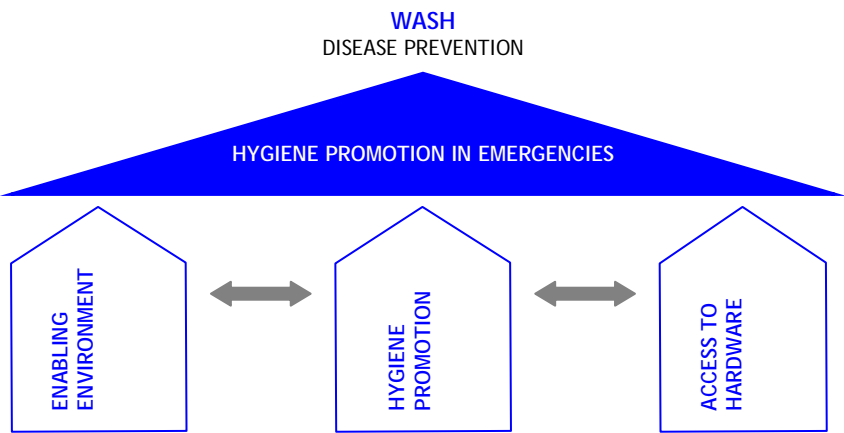 WASH
DISEASE PREVENTION
HYGIENE PROMOTION IN EMERGENCIES
ENABLING
ENVIRONMENT
HYGIENE
PROMOTION
ACCESS TO
HARDWARE